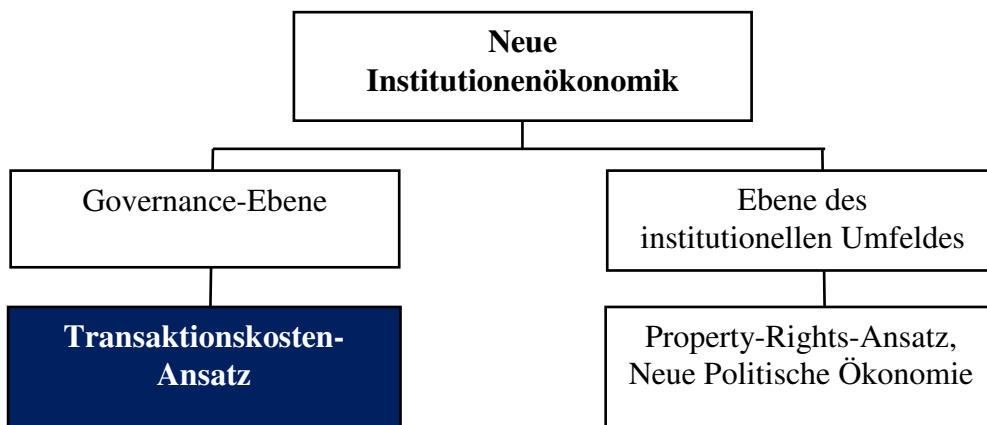 Neue
Institutionenökonomik
Governance-Ebene
Ebene des
institutionellen Umfeldes
Transaktionskosten-
Ansatz
Property-Rights-Ansatz,
Neue Politische Ökonomie